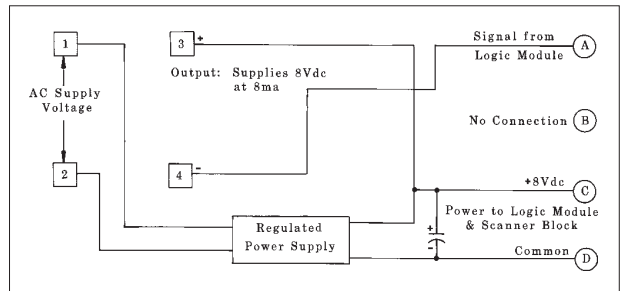 1
3
+
Signal from
A
Logic Module
Output: Supplies 8Vdc
at 8ma
AC Supply
Voltage
No Connection
B
2
4
-
+8Vdc
C
Regulated
Power Supply
+
-
Power to Logic Module
& Scanner Block
Common
D